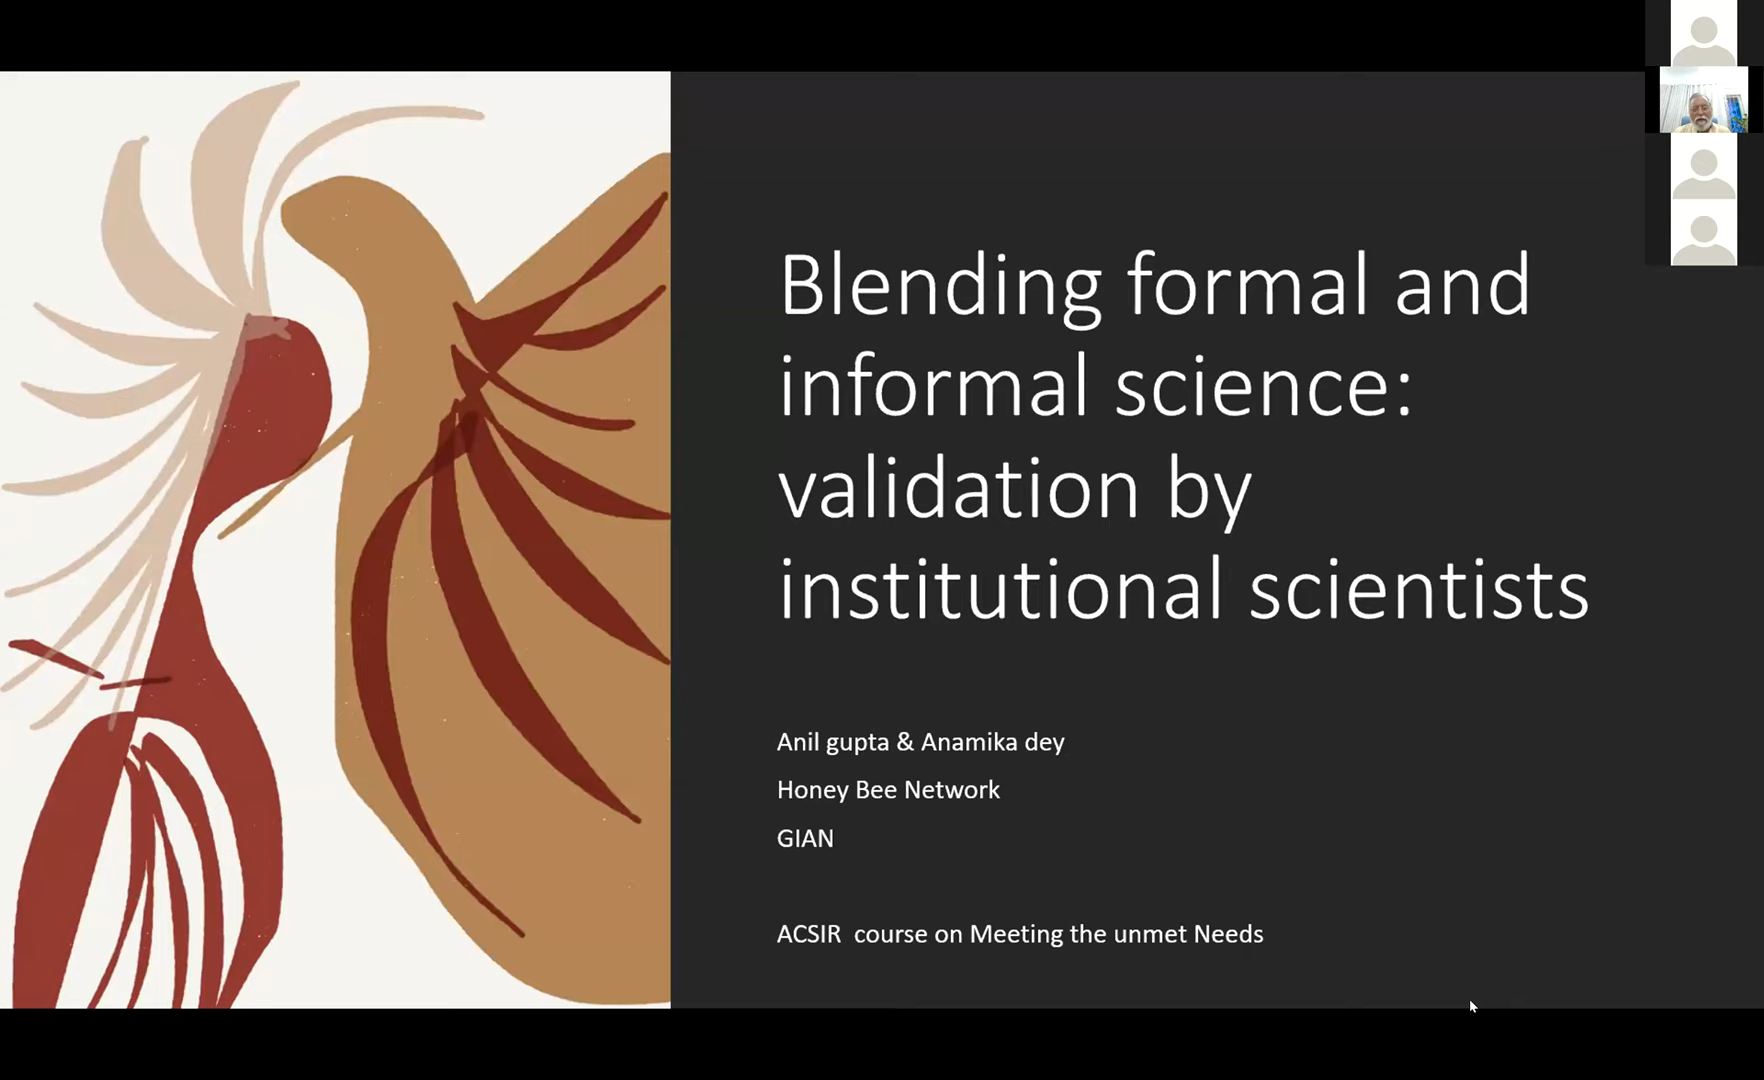 Blending formal and
informal science:
validation by
institutional scientists
Anil gupta & Anamika dey
Honey Bee Network
GIAN
ACSIR course on Meeting the unmet Needs